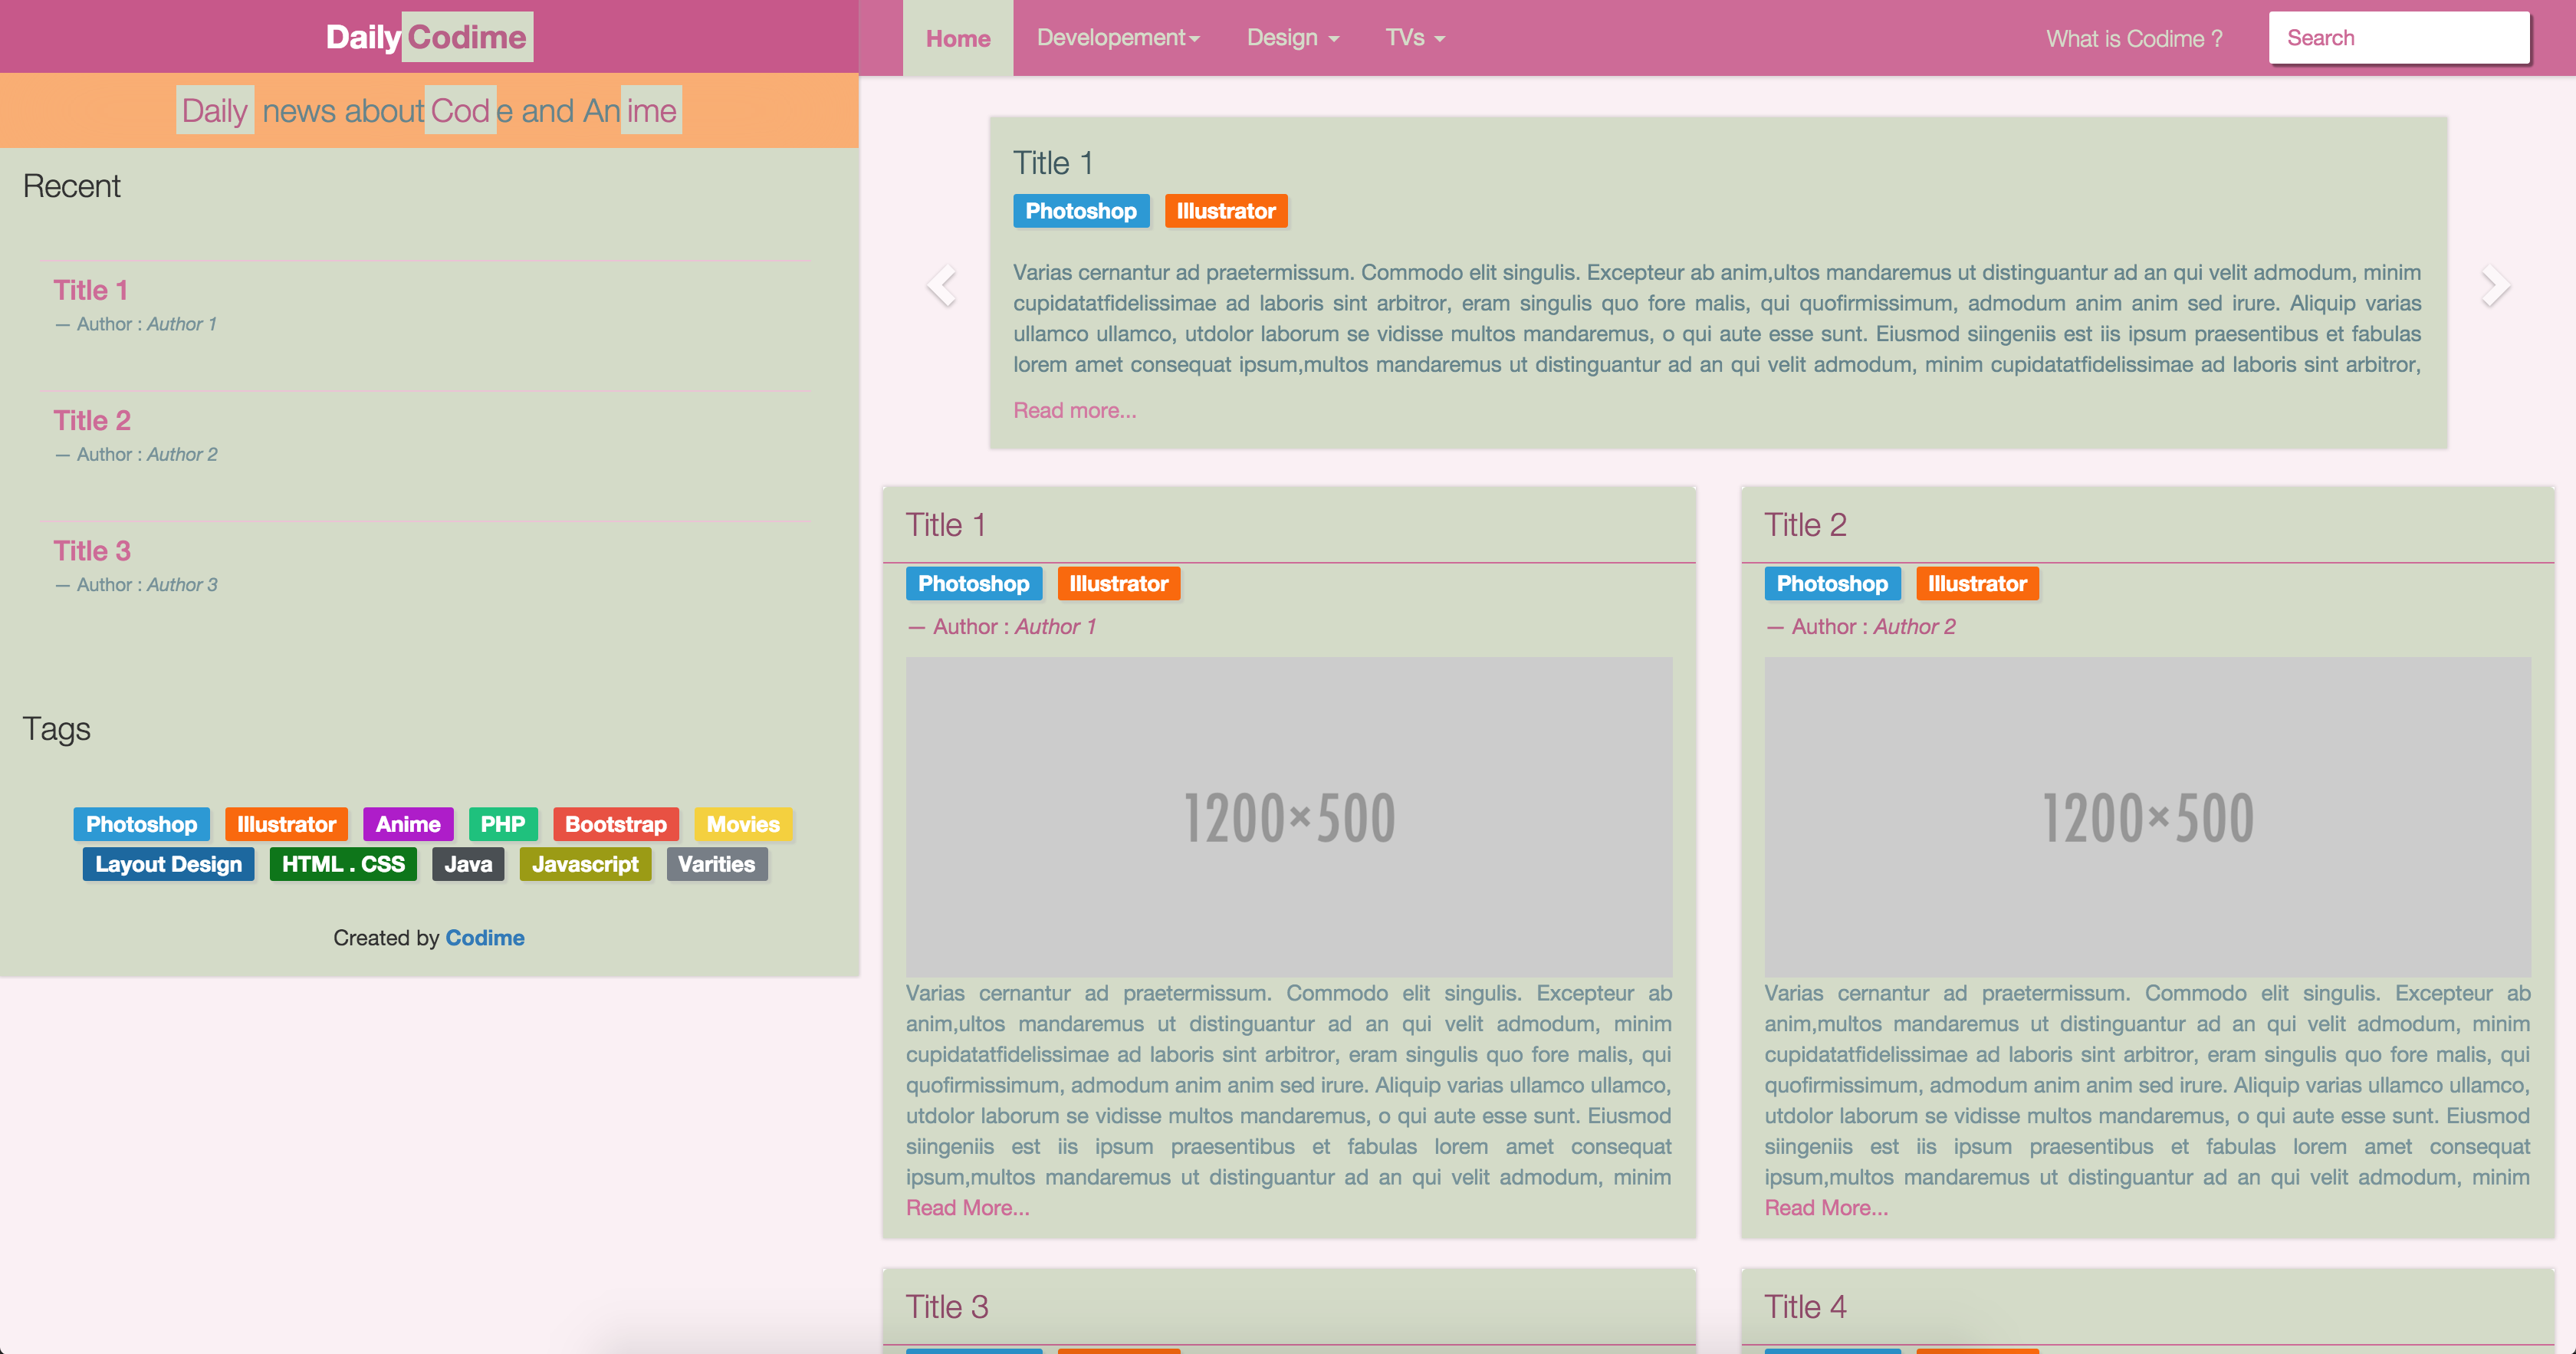 Daily Codime
Daily news about Code and Anime
Recent
Title 1
— Author : Author 1
Title 2
— Author : Author 2
Title 3
— Author : Author 3
Tags
Photoshop Illustrator Anime PHP Bootstrap Movies
Layout Design HTML . CSS Java Javascript Varities
Created by Codime
Home Developement Design TVs What is Codime ? Search
Title 1
Photoshop Illustrator
Varias cernantur ad praetermissum. Commodo elit singulis. Excepteur ab anim,ultos mandaremus ut distinguantur ad an qui velit admodum, minim
cupidatatfidelissimae ad laboris sint arbitror, eram singulis quo fore malis, qui quofirmissimum, admodum anim anim sed irure. Aliquip varias
ullamco ullamco, utdolor laborum se vidisse multos mandaremus, o qui aute esse sunt. Eiusmod siingeniis est iis ipsum praesentibus et fabulas
lorem amet consequat ipsum,multos mandaremus ut distinguantur ad an qui velit admodum, minim cupidatatfidelissimae ad laboris sint arbitror,
Read more...
Title 1
Photoshop Illustrator
— Author : Author 1
1200×500
Varias cernantur ad praetermissum. Commodo elit singulis. Excepteur ab
anim,ultos mandaremus ut distinguantur ad an qui velit admodum, minim
cupidatatfidelissimae ad laboris sint arbitror, eram singulis quo fore malis, qui
quofirmissimum, admodum anim anim sed irure. Aliquip varias ullamco ullamco,
utdolor laborum se vidisse multos mandaremus, o qui aute esse sunt. Eiusmod
siingeniis est iis ipsum praesentibus et fabulas lorem amet consequat
ipsum,multos mandaremus ut distinguantur ad an qui velit admodum, minim
Read More...
Title 2
Photoshop Illustrator
— Author : Author 2
1200×500
Varias cernantur ad praetermissum. Commodo elit singulis. Excepteur ab
anim,multos mandaremus ut distinguantur ad an qui velit admodum, minim
cupidatatfidelissimae ad laboris sint arbitror, eram singulis quo fore malis, qui
quofirmissimum, admodum anim anim sed irure. Aliquip varias ullamco ullamco,
utdolor laborum se vidisse multos mandaremus, o qui aute esse sunt. Eiusmod
siingeniis est iis ipsum praesentibus et fabulas lorem amet consequat
ipsum,multos mandaremus ut distinguantur ad an qui velit admodum, minim
Read More...
Title 3
Title 4